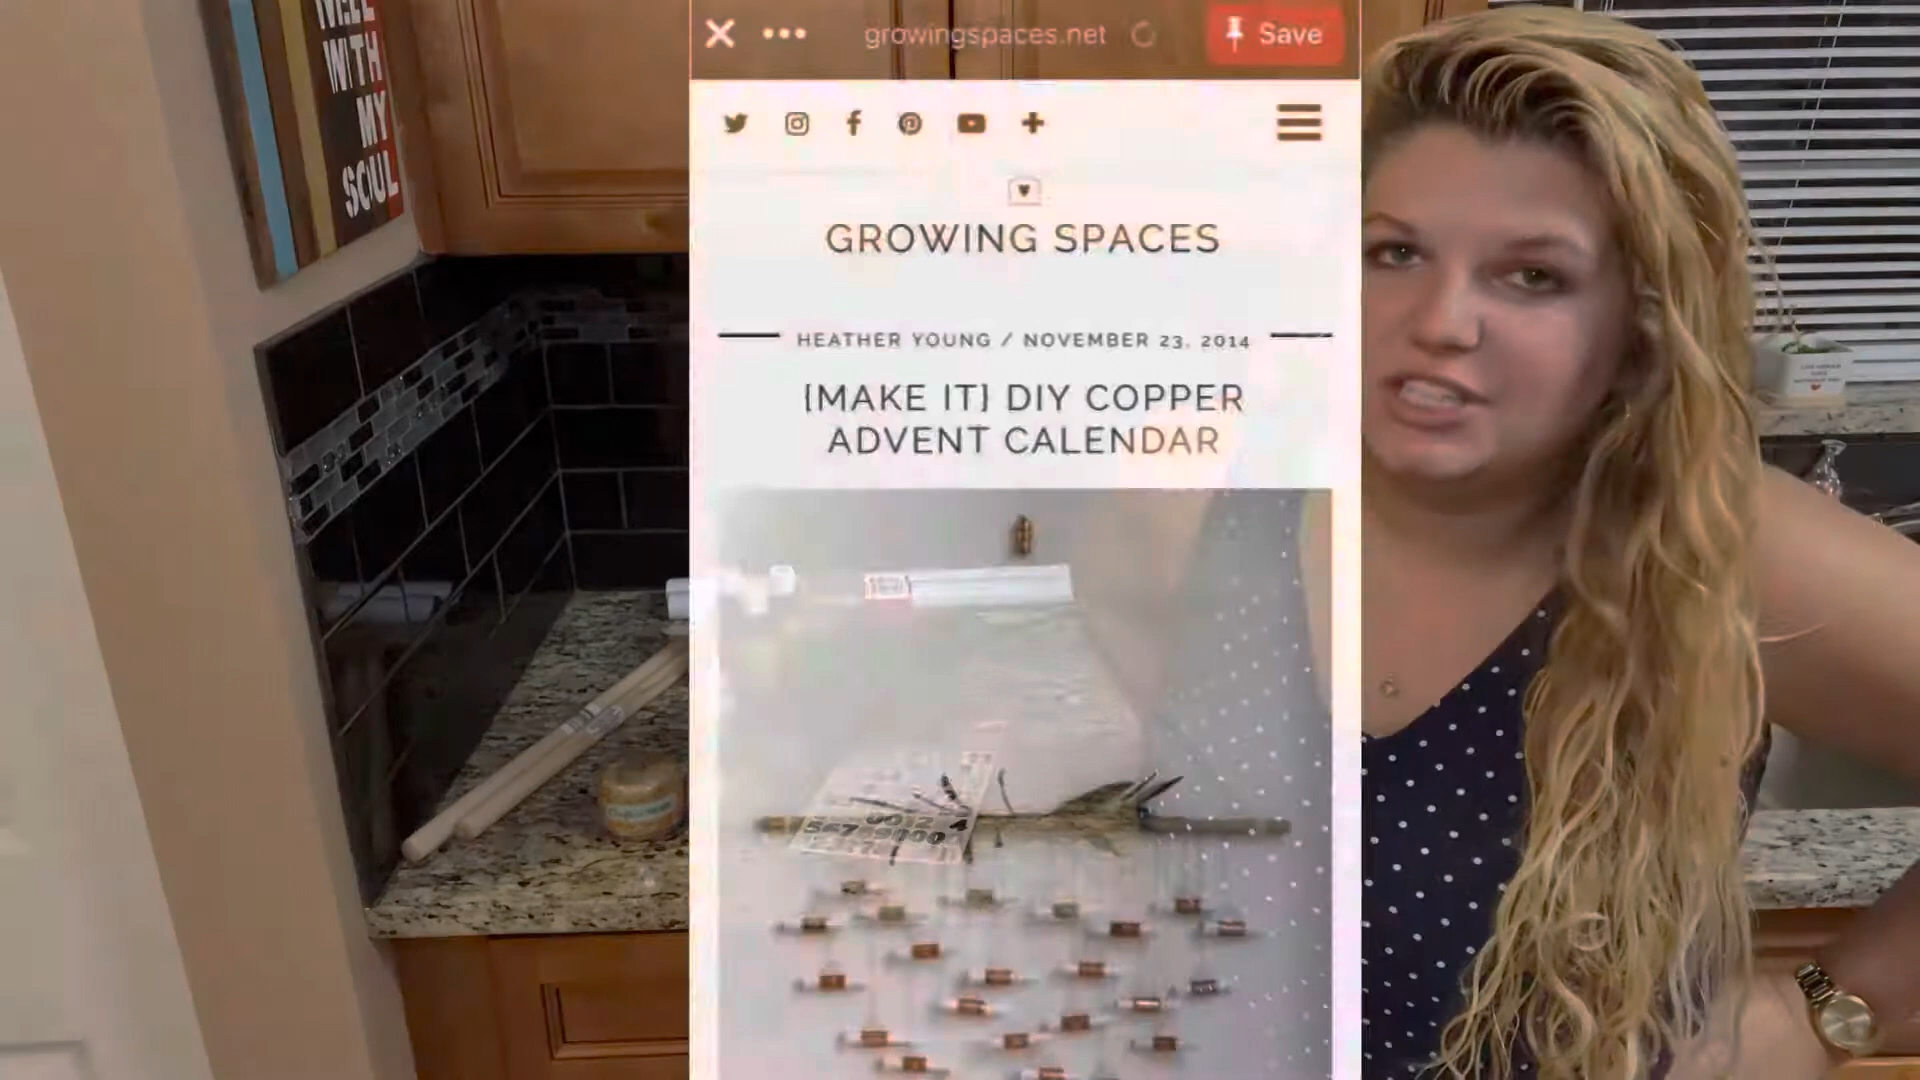 WELL
WITH
MY
SOUL
growingspaces.net
Save
GROWING SPACES
HEATHER YOUNG / NOVEMBER 23, 2014
{MAKE IT} DIY COPPER
ADVENT CALENDAR